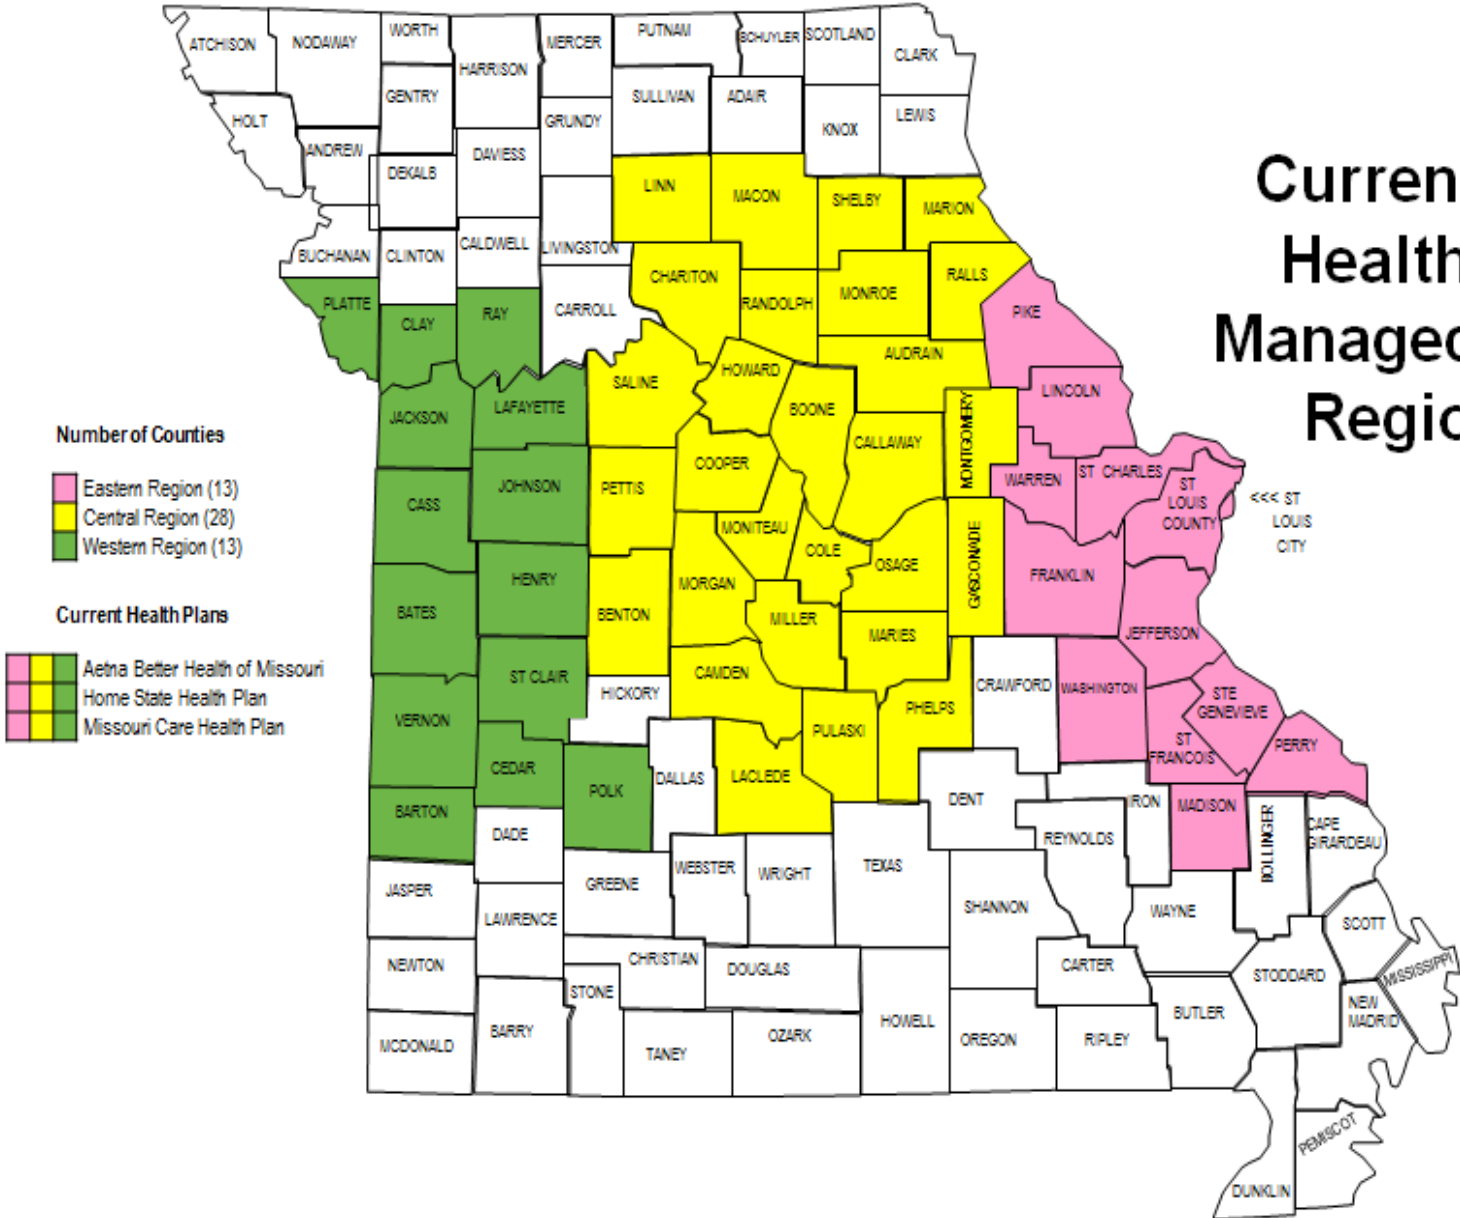 Curren
Health
Managed
Regio
Number of Counties
Eastern Region (13)
Central Region (28)
Western Region (13)
Current Health Plans
Aetna Better Health of Missouri
Home State Health Plan
Missouri Care Health Plan
ATCHISON
NODAWAY
WORTH
HARRISON
MERCER
PUTNAM
SCHUYLER
SCOTLAND
CLARK
HOLT
GENTRY
SULLIVAN
ADAIR
KNOX
LEWIS
ANDREW
DEKALB
DAVIESS
GRUNDY
LINN
MACON
SHELBY
MARION
BUCHANAN
CLINTON
CALDWELL
LIVINGSTON
CHARITON
RANDOLPH
MONROE
RALLS
PLATTE
CLAY
RAY
CARROLL
PIKE
AUDRAIN
JACKSON
LAFAYETTE
SALINE
HOWARD
BOONE
CALLAWAY
MONTGOMERY
LINCOLN
CASS
JOHNSON
PETTIS
COOPER
MONITEAU
COLE
OSAGE
GASCONADE
WARREN
ST CHARLES
ST
LOUIS
COUNTY
<<< ST
LOUIS
CITY
BATES
HENRY
BENTON
MORGAN
MILLER
MARIES
FRANKLIN
JEFFERSON
VERNON
ST CLAIR
HICKORY
CAMDEN
PULASKI
PHELPS
CRAWFORD
WASHINGTON
STE
GENEVIEVE
ST
FRANCOIS
PERRY
BARTON
CEDAR
POLK
DALLAS
LACLEDE
DENT
IRON
MADISON
BOLLINGER
CAPE
GIRARDEAU
JASPER
DADE
GREENE
WEBSTER
WRIGHT
TEXAS
REYNOLDS
SHANNON
WAYNE
SCOTT
NEWTON
LAWRENCE
CHRISTIAN
DOUGLAS
CARTER
STODDARD
MISSISSIPPI
MCDONALD
BARRY
STONE
TANEY
OZARK
HOWELL
OREGON
RIPLEY
BUTLER
NEW
MADRID
PEMISCOT
DUNKLIN